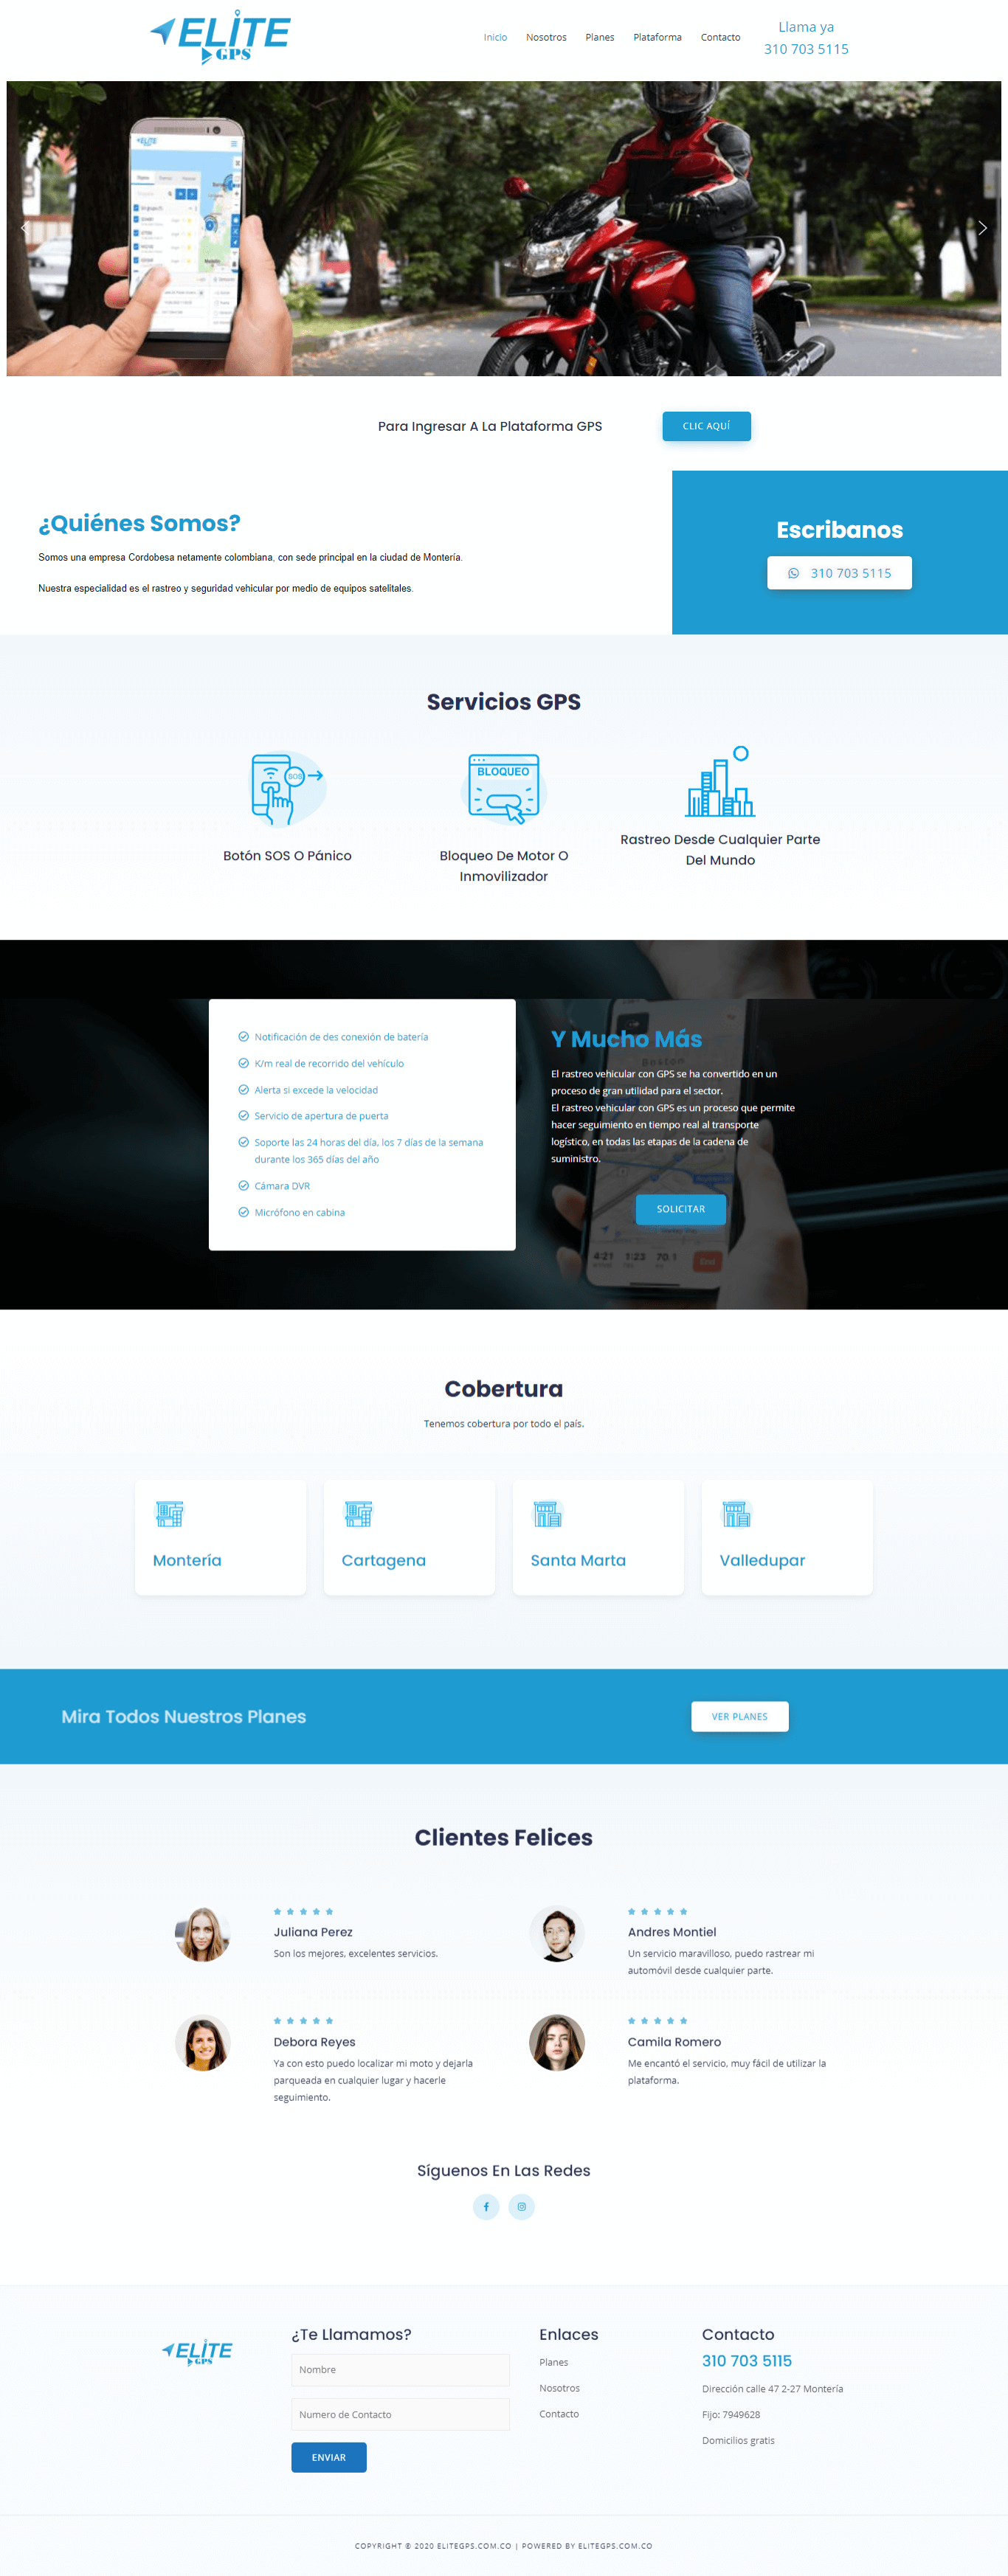 ELITE
GPS
Inicio
Nosotros
Planes
Plataforma
Contacto
Llama ya
310 703 5115
Para Ingresar A La Plataforma GPS
CLIC AQUÍ
¿Quiénes Somos?
Somos una empresa Cordobesa netamente colombiana, con sede principal en la ciudad de Montería.
Nuestra especialidad es el rastreo y seguridad vehicular por medio de equipos satelitales.
Escribanos
310 703 5115
Servicios GPS
SOS
Botón SOS O Pánico
BLOQUEO
Bloqueo De Motor O
Inmovilizador
Rastreo Desde Cualquier Parte
Del Mundo
Notificación de des conexión de batería
K/m real de recorrido del vehículo
Alerta si excede la velocidad
Servicio de apertura de puerta
Soporte las 24 horas del día, los 7 días de la semana
durante los 365 días del año
Cámara DVR
Micrófono en cabina
Y Mucho Más
El rastreo vehicular con GPS se ha convertido en un
proceso de gran utilidad para el sector.
El rastreo vehicular con GPS es un proceso que permite
hacer seguimiento en tiempo real al transporte
logístico, en todas las etapas de la cadena de
suministro.
SOLICITAR
4:21 1:23 70.1
End
Cobertura
Tenemos cobertura por todo el país.
Montería
Cartagena
Santa Marta
Valledupar
Mira Todos Nuestros Planes
VER PLANES
Clientes Felices
Juliana Perez
Son los mejores, excelentes servicios.
Andres Montiel
Un servicio maravilloso, puedo rastrear mi
automóvil desde cualquier parte.
Debora Reyes
Ya con esto puedo localizar mi moto y dejarla
parqueada en cualquier lugar y hacerle
seguimiento.
Camila Romero
Me encantó el servicio, muy fácil de utilizar la
plataforma.
Síguenos En Las Redes
ELITE
GPS
¿Te Llamamos?
Nombre
Numero de Contacto
ENVIAR
Enlaces
Planes
Nosotros
Contacto
Contacto
310 703 5115
Dirección calle 47 2-27 Montería
Fijo: 7949628
Domicilios gratis
COPYRIGHT © 2020 ELITEGPS.COM.CO | POWERED BY ELITEGPS.COM.CO